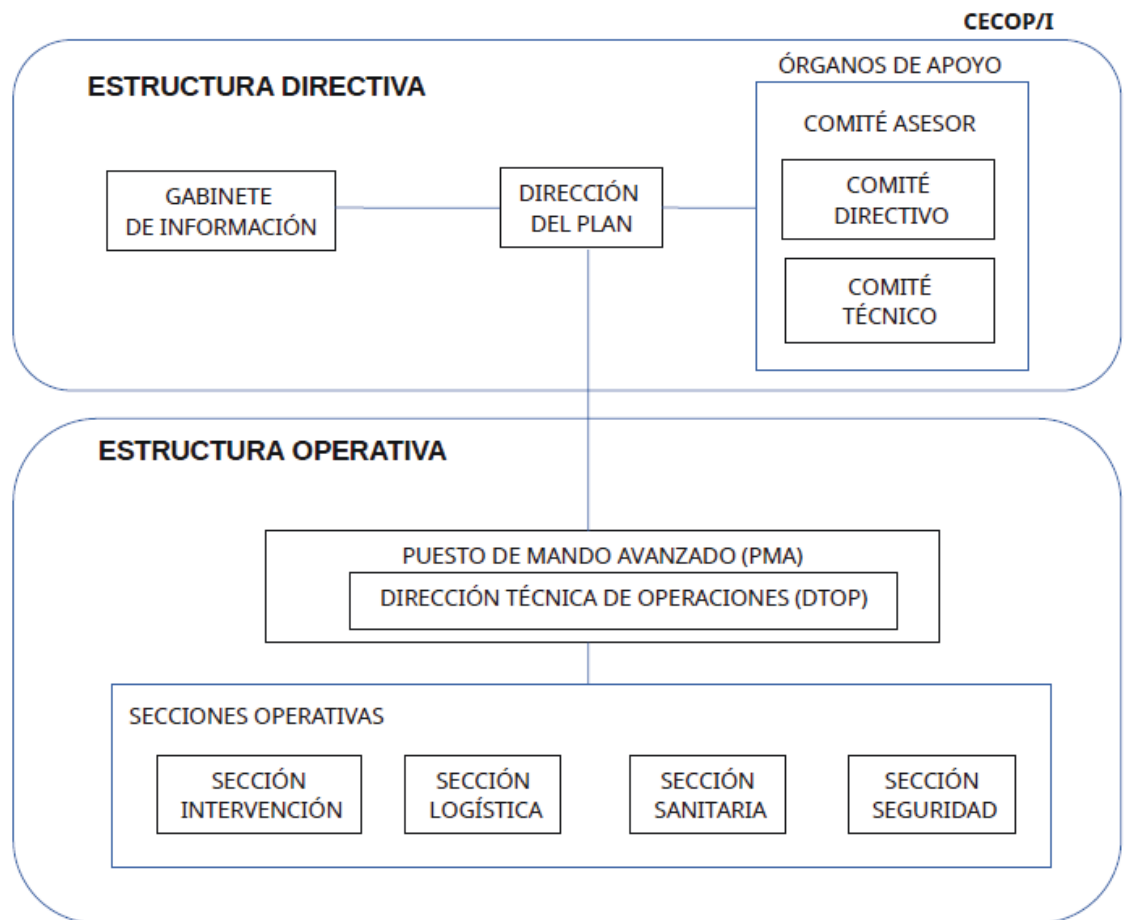 CECOP/I
ESTRUCTURA DIRECTIVA
ÓRGANOS DE APOYO
COMITÉ ASESOR
GABINETE
DE INFORMACIÓN
DIRECCIÓN
DEL PLAN
COMITÉ
DIRECTIVO
COMITÉ
TÉCNICO
ESTRUCTURA OPERATIVA
PUESTO DE MANDO AVANZADO (PMA)
DIRECCIÓN TÉCNICA DE OPERACIONES (DTOP)
SECCIONES OPERATIVAS
SECCIÓN
INTERVENCIÓN
SECCIÓN
LOGÍSTICA
SECCIÓN
SANITARIA
SECCIÓN
SEGURIDAD